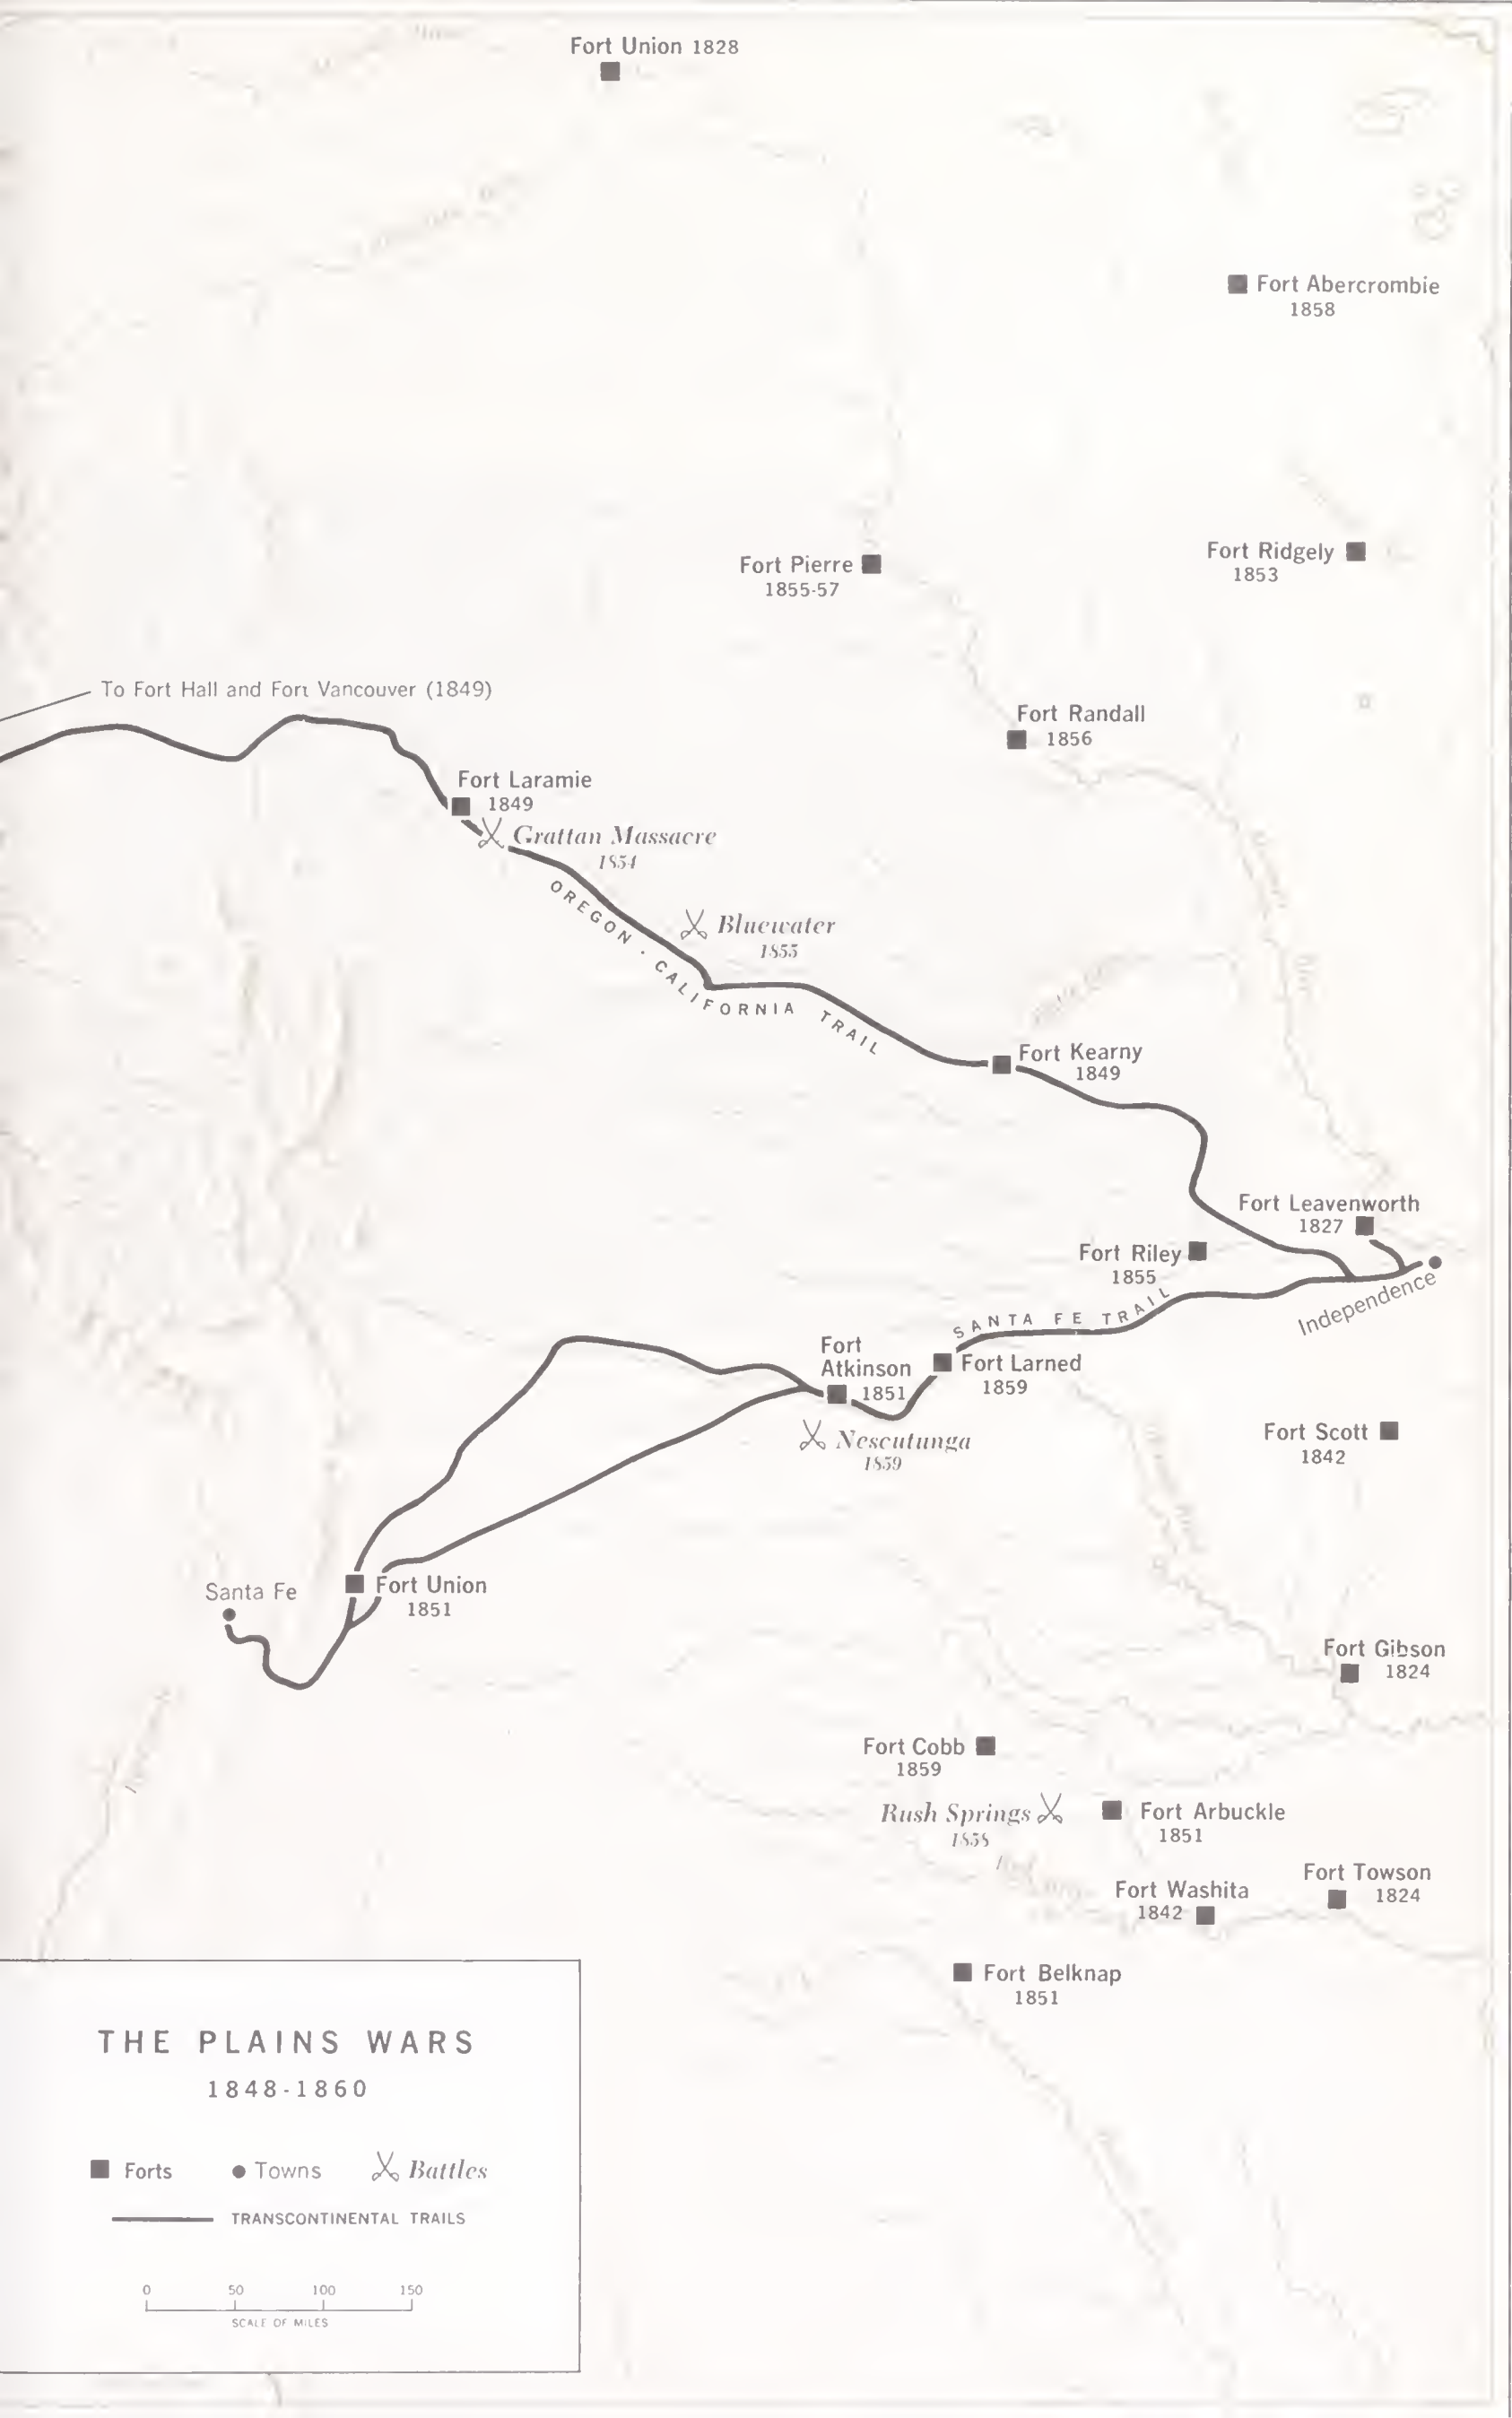 Fort Union 1828
Fort Abercrombie
1858
Fort Ridgely
1853
Fort Pierre
1855-57
To Fort Hall and Fort Vancouver (1849)
Fort Randall
1856
Fort Laramie
1849
Grattan Massacre
1854
Bluewater
1855
OREGON - CALIFORNIA TRAIL
Fort Kearny
1849
Fort Leavenworth
1827
Fort Riley
1855
Independence
SANTA FE TRAIL
Fort
Atkinson
1851
Fort Larned
1859
Nescutunga
1859
Fort Scott
1842
Santa Fe
Fort Union
1851
Fort Gibson
1824
Fort Cobb
1859
Rush Springs
1858
Fort Arbuckle
1851
Fort Towson
1824
Fort Washita
1842
Fort Belknap
1851
THE PLAINS WARS
1848-1860
Forts
Towns
Battles
TRANSCONTINENTAL TRAILS
0 50 100 150
SCALE OF MILES